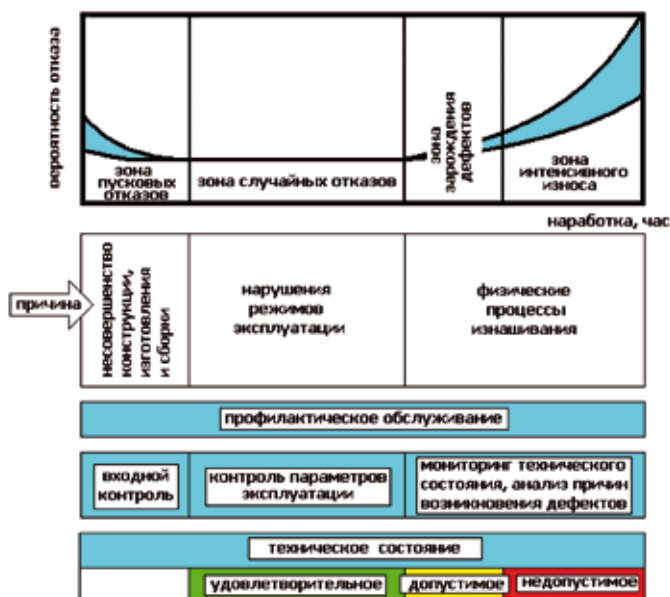 вероятность отказа
зона
пусковых
отказов
зона случайных отказов
зона
зарождения
дефектов
зона
интенсивного
износа
наработка, час
причина
несовершенство
конструкции,
изготовления
и сборки
нарушения
режимов
эксплуатации
физические
процессы
изнашивания
профилактическое обслуживание
входной
контроль
контроль параметров
эксплуатации
мониторинг технического
состояния, анализ причин
возникновения дефектов
техническое состояние
удовлетворительное
допустимое
недопустимое